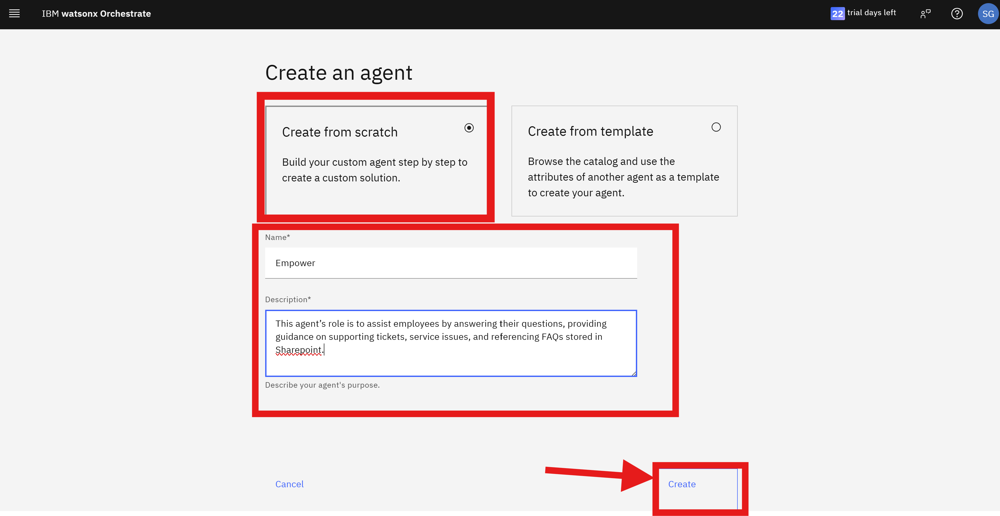 IBM watsonx Orchestrate
22 trial days left
SG
Create an agent
Create from scratch
Build your custom agent step by step to
create a custom solution.
Create from template
Browse the catalog and use the
attributes of another agent as a template
to create your agent.
Name*
Empower
Description*
This agent’s role is to assist employees by answering their questions, providing
guidance on supporting tickets, service issues, and referencing FAQs stored in
Sharepoint.
Describe your agent's purpose.
Cancel
Create